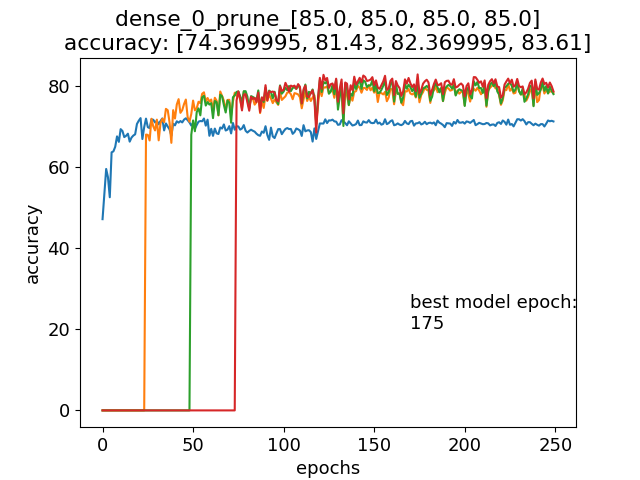 dense_0_prune_[85.0, 85.0, 85.0, 85.0]
accuracy: [74.369995, 81.43, 82.369995, 83.61]
80
60
40
20
0
accuracy
best model epoch:
175
0 50 100 150 200 250
epochs